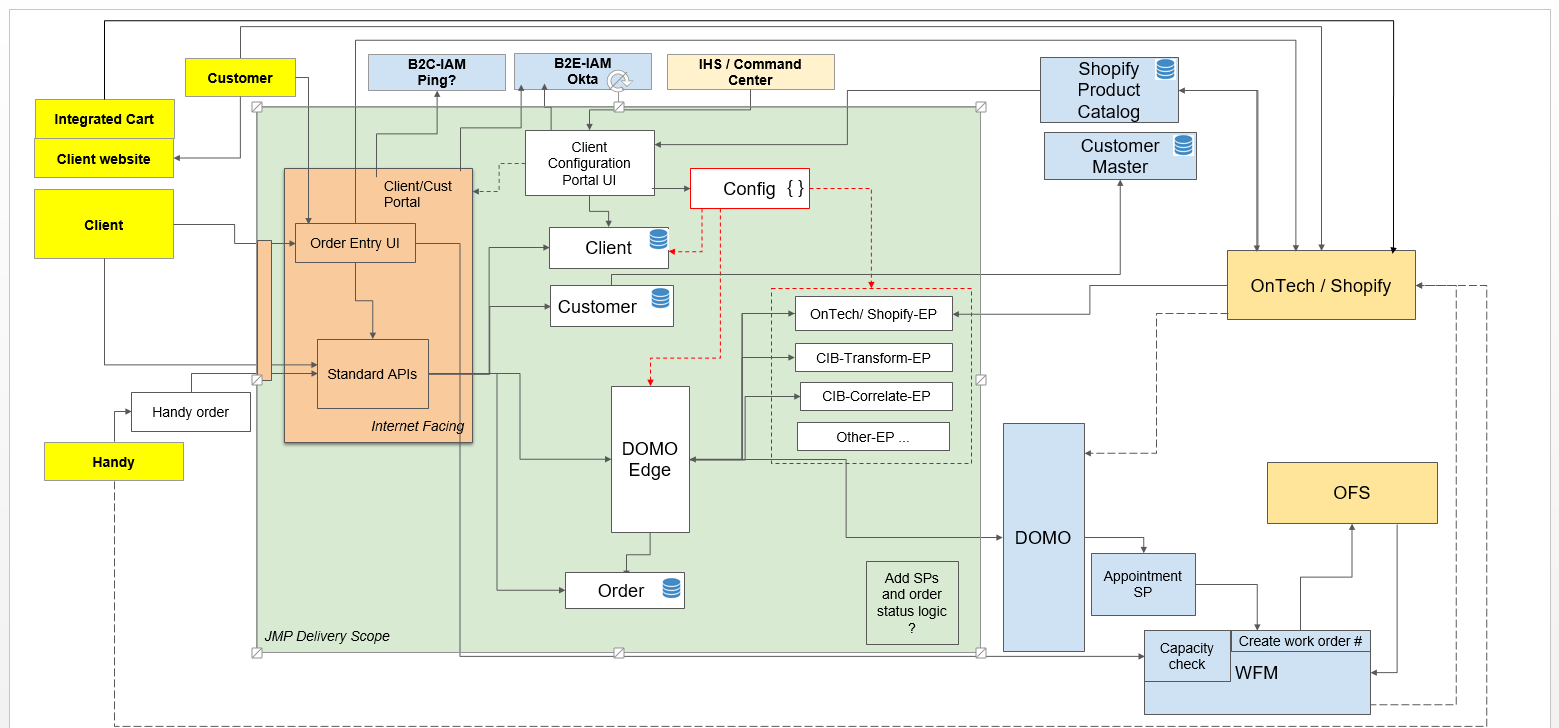 Customer
B2C-IAM
Ping?
B2E-IAM
Okta
IHS / Command
Center
Shopify
Product
Catalog
Integrated Cart
Client website
Client
Configuration
Portal UI
Customer
Master
Client/Cust
Portal
Config { }
Client
Order Entry UI
Client
OnTech / Shopify
Customer
OnTech/ Shopify-EP
CIB-Transform-EP
Standard APIs
CIB-Correlate-EP
Handy order
Internet Facing
Other-EP ...
DOMO
Edge
Handy
OFS
DOMO
Order
Add SPs
and order
status logic
?
Appointment
SP
JMP Delivery Scope
Create work order #
Capacity
check
WFM